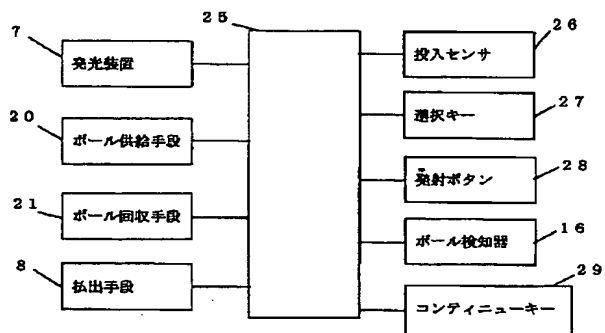 25
7
発光装置
20
ボール供給手段
21
ボール回収手段
8
払出手段
26
投入センサ
27
選択キー
28
発射ボタン
16
ボール検知器
29
コンティニューキー